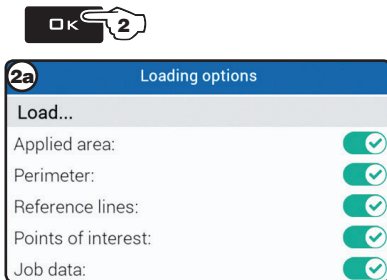 OK 2
2a Loading options
Load...
Applied area:
Perimeter:
Reference lines:
Points of interest:
Job data: